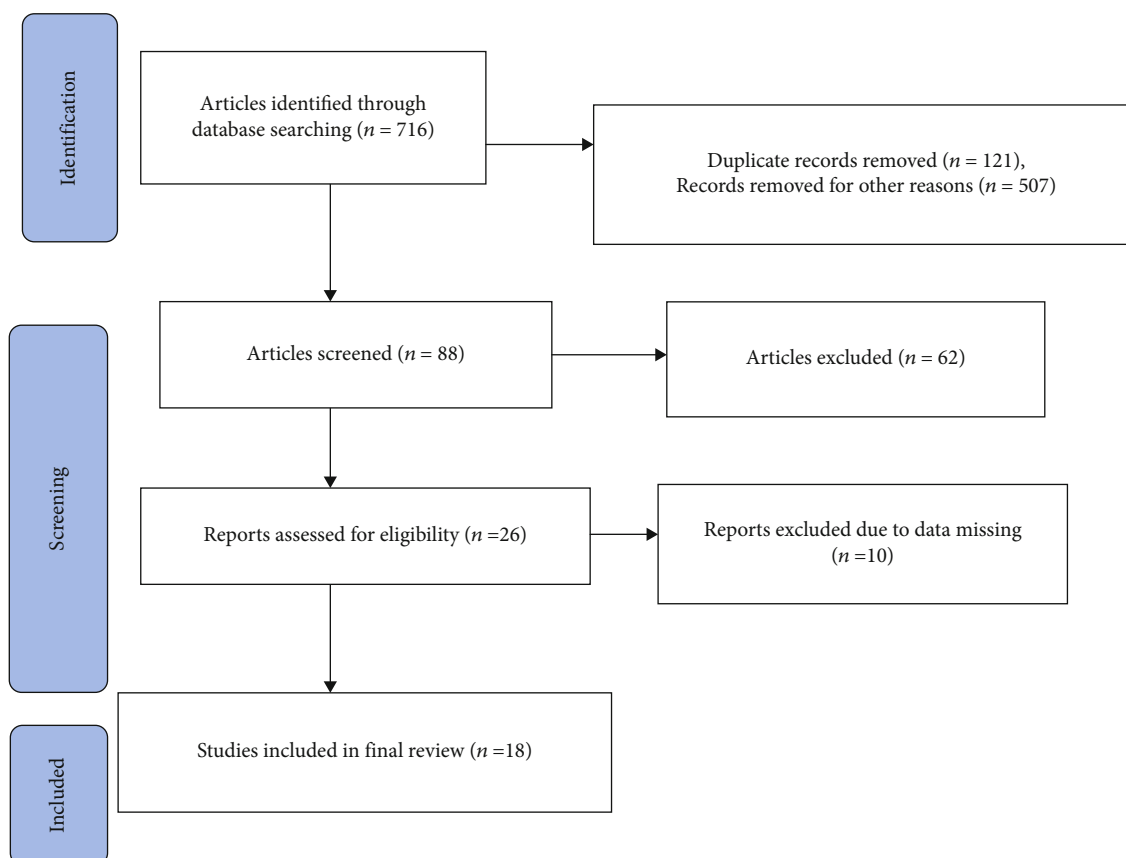 Identification
Articles identified through
database searching (n = 716)
Duplicate records removed (n = 121),
Records removed for other reasons (n = 507)
Screening
Articles screened (n = 88)
Articles excluded (n = 62)
Reports assessed for eligibility (n =26)
Reports excluded due to data missing
(n =10)
Included
Studies included in final review (n =18)